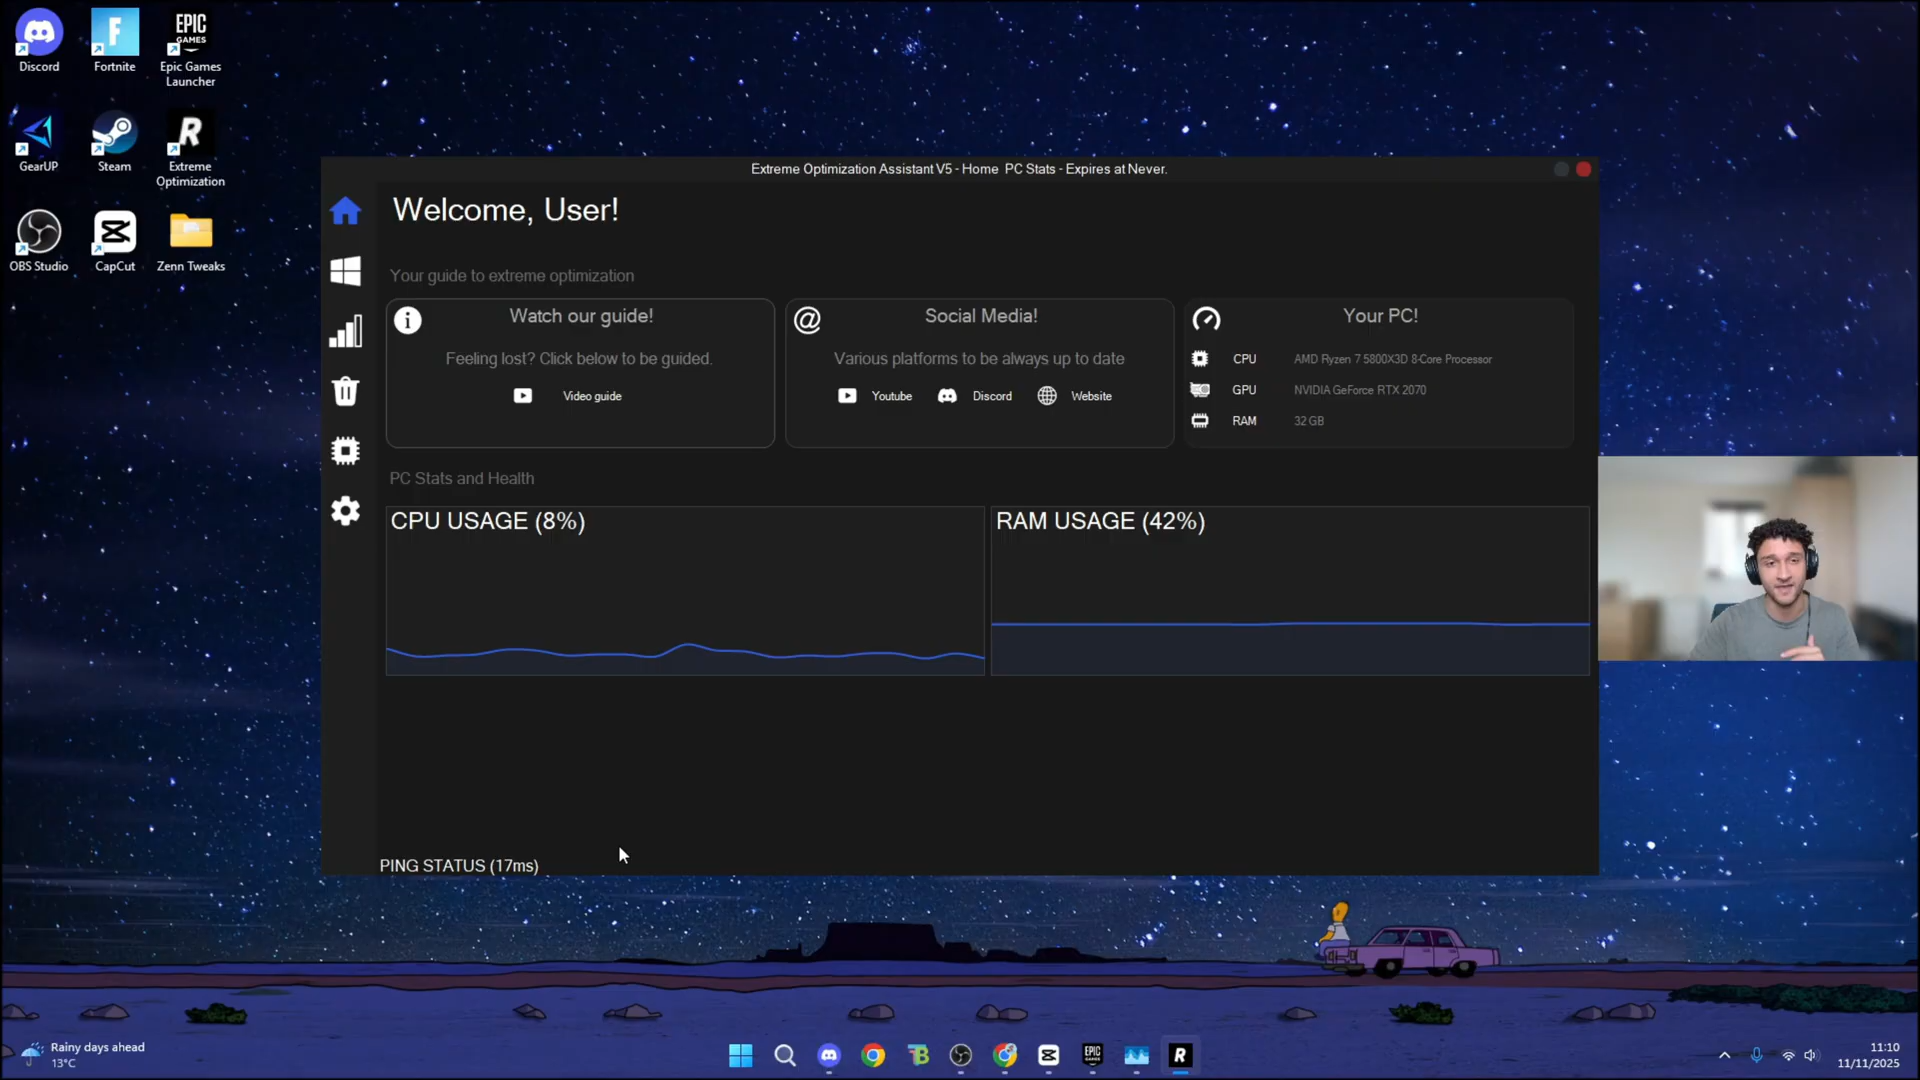 Discord
Fortnite
EPIC GAMES
Epic Games
Launcher
GearUP
Steam
Extreme
Optimization
OBS Studio
CapCut
Zenn Tweaks
Extreme Optimization Assistant V5 - Home PC Stats - Expires at Never.
Welcome, User!
Your guide to extreme optimization
Watch our guide!
Feeling lost? Click below to be guided.
Video guide
Social Media!
Various platforms to be always up to date
Youtube
Discord
Website
Your PC!
CPU AMD Ryzen 7 5800X3D 8-Core Processor
GPU NVIDIA GeForce RTX 2070
RAM 32 GB
PC Stats and Health
CPU USAGE (8%)
RAM USAGE (42%)
PING STATUS (17ms)
Rainy days ahead
13°C
EPIC GAMES
11:10
11/11/2025